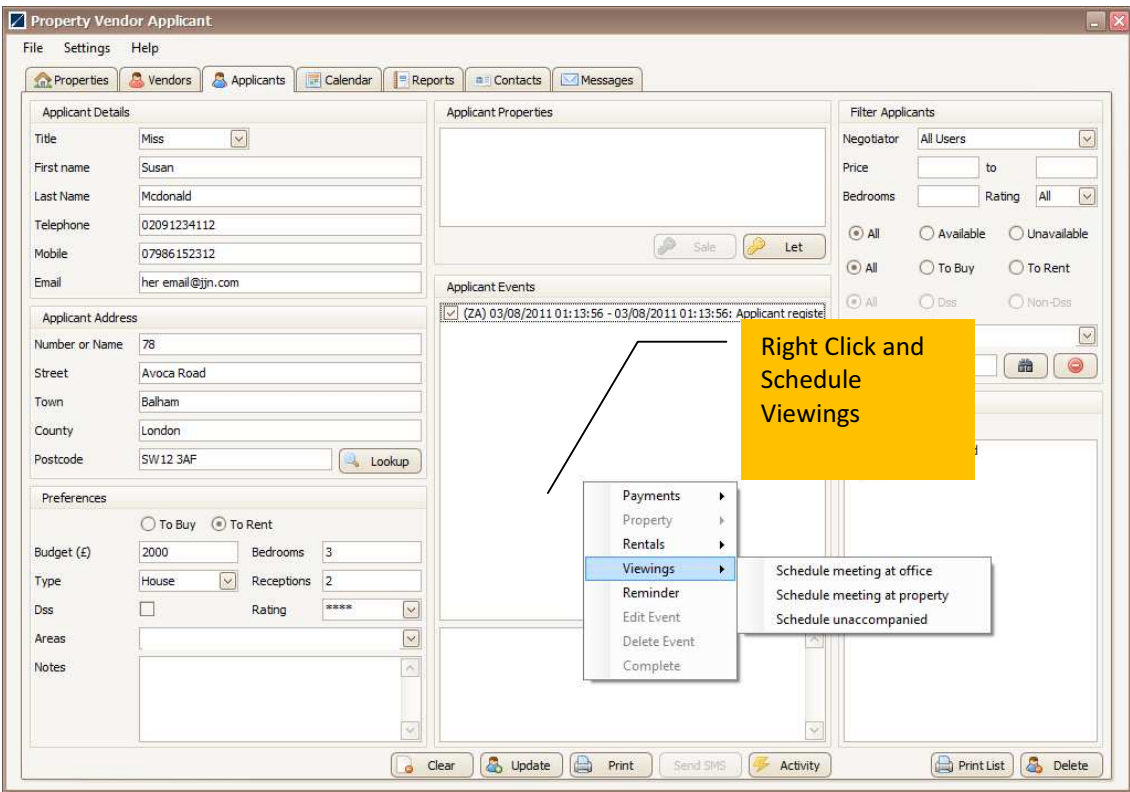 Property Vendor Applicant
File Settings Help
Properties Vendors Applicants Calendar Reports Contacts Messages
Applicant Details
Title Miss
First name Susan
Last Name Mcdonald
Telephone 02091234112
Mobile 07986152312
Email her email@jjn.com
Applicant Address
Number or Name 78
Street Avoca Road
Town Balham
County London
Postcode SW12 3AF Lookup
Preferences
To Buy To Rent
Budget (£) 2000 Bedrooms 3
Type House Receptions 2
Dss Rating ****
Areas
Notes
Applicant Properties
Sale Let
Applicant Events
(ZA) 03/08/2011 01:13:56 - 03/08/2011 01:13:56: Applicant registe
Right Click and
Schedule
Viewings
Payments
Property
Rentals
Viewings
Reminder
Edit Event
Delete Event
Complete
Schedule meeting at office
Schedule meeting at property
Schedule unaccompanied
Filter Applicants
Negotiator All Users
Price to
Bedrooms Rating All
All Available Unavailable
All To Buy To Rent
All Dss Non-Dss
Clear Update Print Send SMS Activity Print List Delete